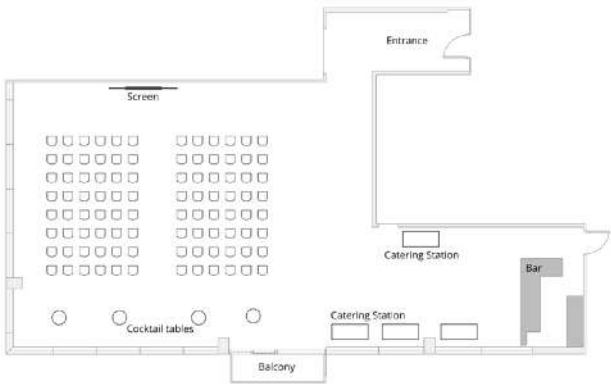 Entrance
Screen
Catering Station
Bar
Catering Station
Cocktail tables
Balcony